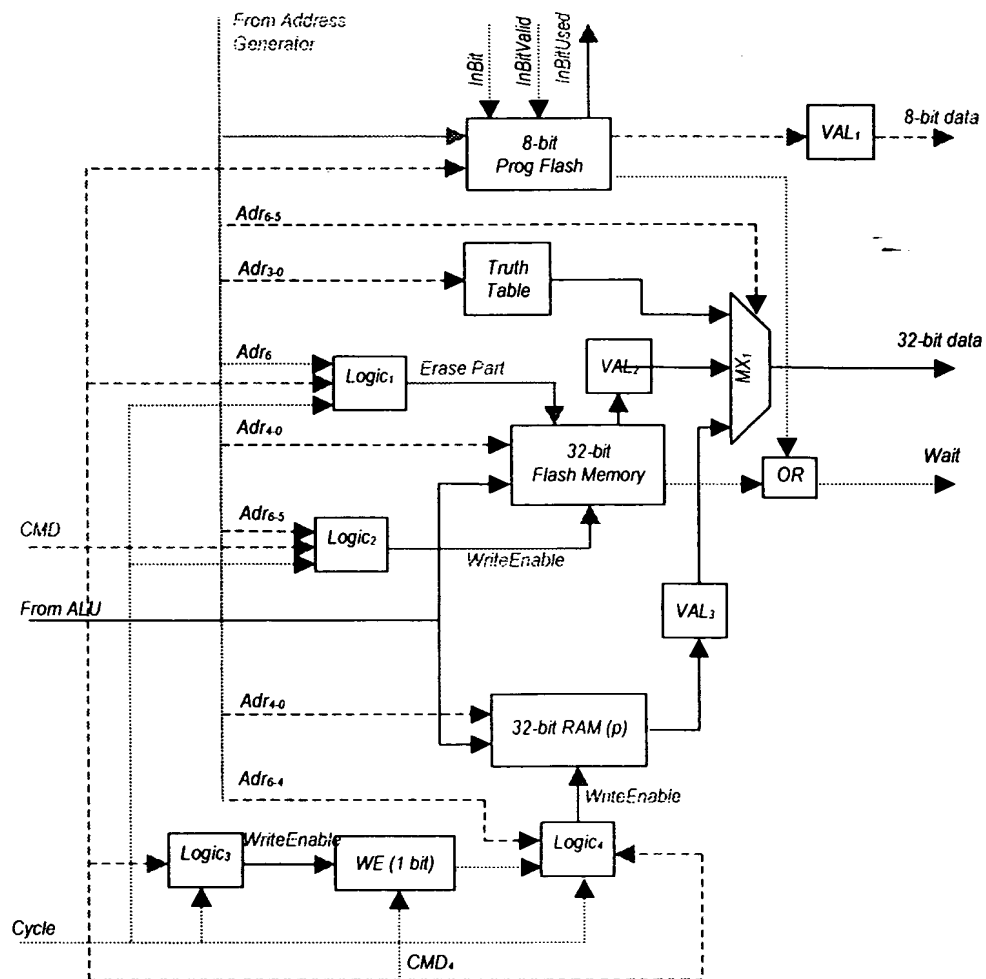 From Address
Generator
InBit
InBitValid
InBitUsed
8-bit
Prog Flash
VAL₁
8-bit data
Adr₆₋₅
Adr₃₋₀
Truth
Table
MX₁
32-bit data
Adr₆
Logic₁
Erase Part
VAL₂
Adr₄₋₀
32-bit
Flash Memory
OR
Wait
Adr₆₋₅
CMD
Logic₂
WriteEnable
From ALU
VAL₃
Adr₄₋₀
32-bit RAM (p)
Adr₆₋₄
WriteEnable
Logic₃
WriteEnable
WE (1 bit)
Logic₄
Cycle
CMD₄